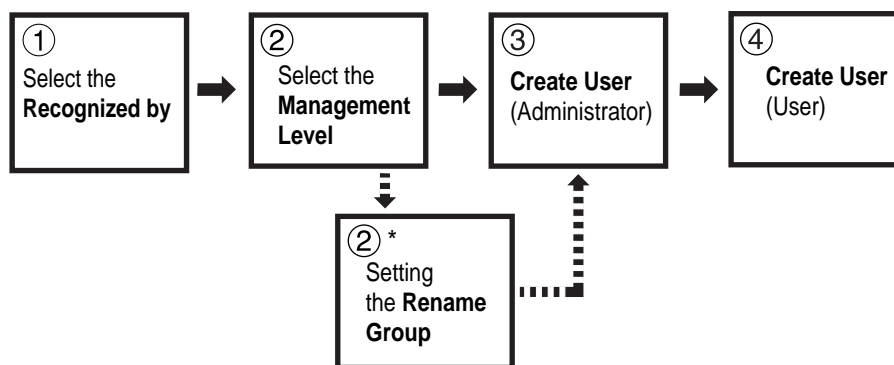 ①
Select the
Recognized by
②
Select the
Management
Level
③
Create User
(Administrator)
④
Create User
(User)
② *
Setting
the Rename
Group